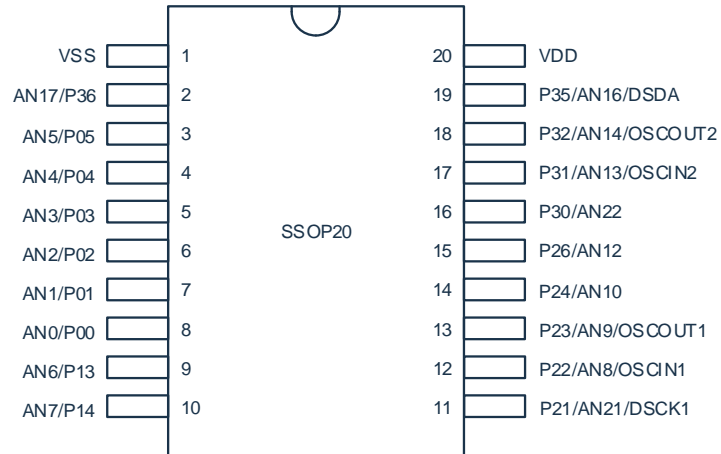 VSS 1 20 VDD
AN17/P36 2 19 P35/AN16/DSDA
AN5/P05 3 18 P32/AN14/OSCOUT2
AN4/P04 4 17 P31/AN13/OSCIN2
AN3/P03 5 16 P30/AN22
SSOP20
AN2/P02 6 15 P26/AN12
AN1/P01 7 14 P24/AN10
AN0/P00 8 13 P23/AN9/OSCOUT1
AN6/P13 9 12 P22/AN8/OSCIN1
AN7/P14 10 11 P21/AN21/DSCK1